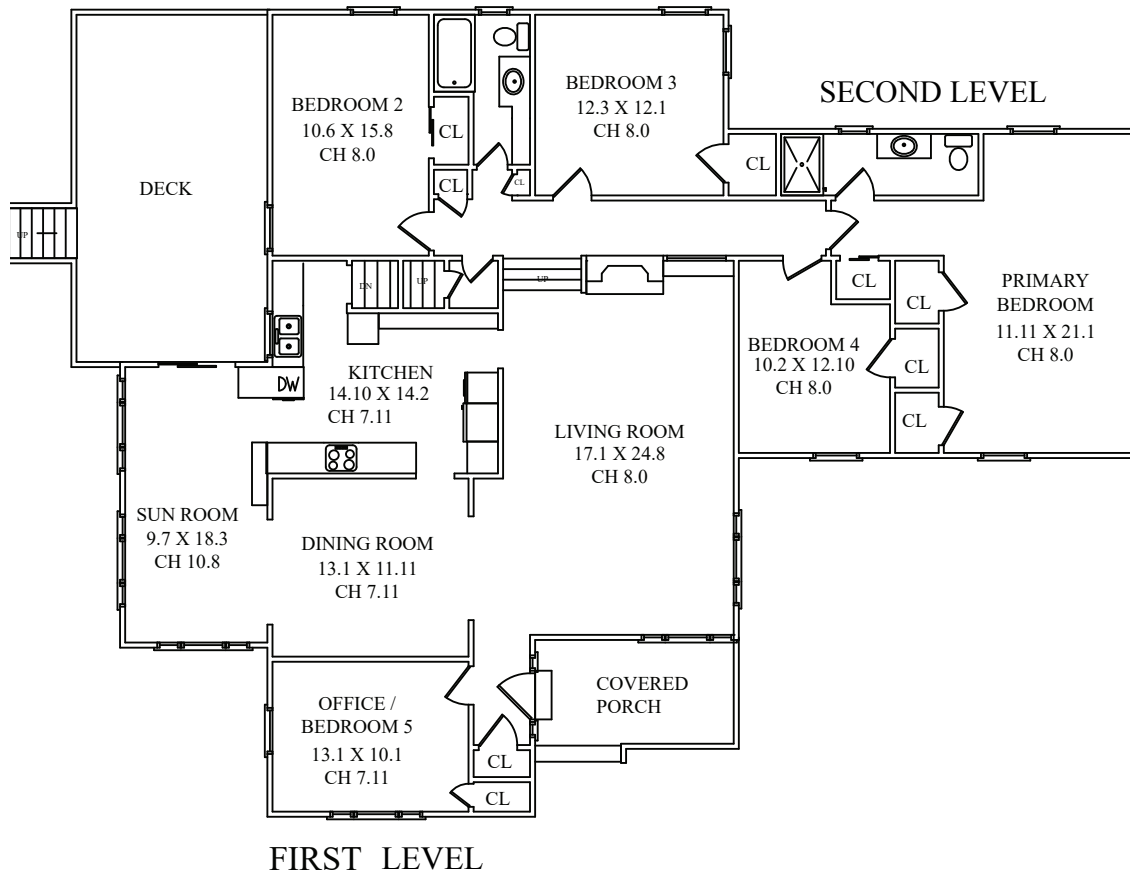 SECOND LEVEL
BEDROOM 2
10.6 X 15.8
CH 8.0
BEDROOM 3
12.3 X 12.1
CH 8.0
CL
CL
CL
CL
DECK
UP
DN
UP
UP
CL
CL
CL
CL
PRIMARY
BEDROOM
11.11 X 21.1
CH 8.0
BEDROOM 4
10.2 X 12.10
CH 8.0
DW
KITCHEN
14.10 X 14.2
CH 7.11
LIVING ROOM
17.1 X 24.8
CH 8.0
SUN ROOM
9.7 X 18.3
CH 10.8
DINING ROOM
13.1 X 11.11
CH 7.11
OFFICE /
BEDROOM 5
13.1 X 10.1
CH 7.11
COVERED
PORCH
CL
CL
FIRST LEVEL